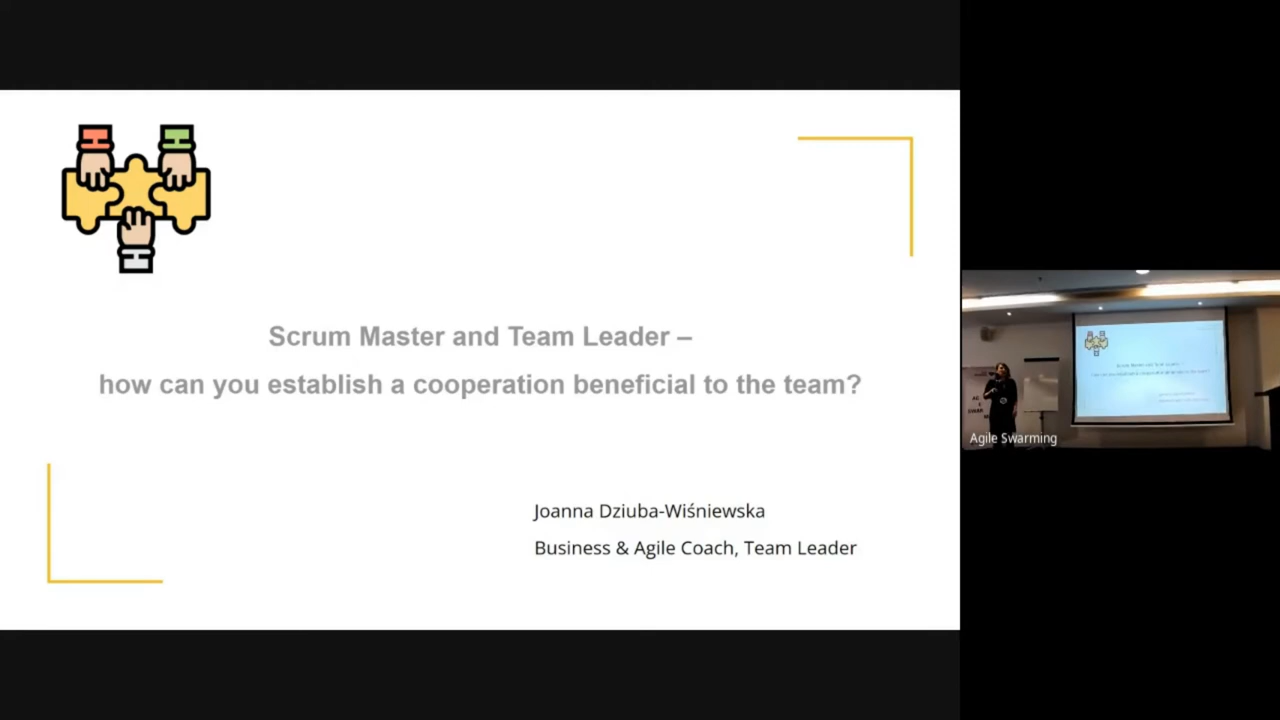 Scrum Master and Team Leader –
how can you establish a cooperation beneficial to the team?
Joanna Dziuba-Wiśniewska
Business & Agile Coach, Team Leader
Agile Swarming